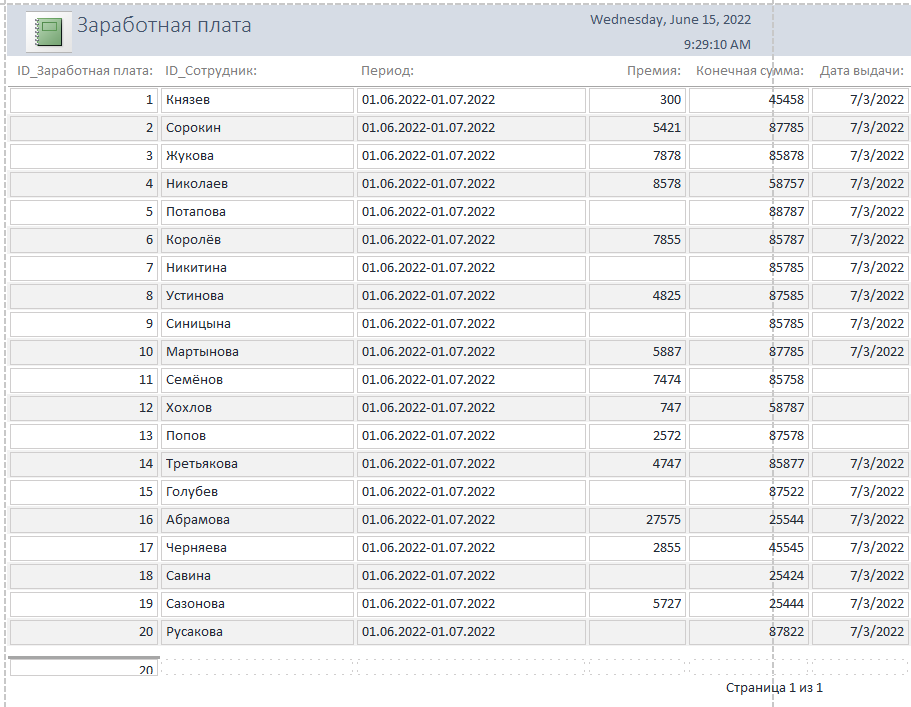 Заработная плата
Wednesday, June 15, 2022
9:29:10 AM
ID_Заработная плата: ID_Сотрудник: Период: Премия: Конечная сумма: Дата выдачи:
1 Князев 01.06.2022-01.07.2022 300 45458 7/3/2022
2 Сорокин 01.06.2022-01.07.2022 5421 87785 7/3/2022
3 Жукова 01.06.2022-01.07.2022 7878 85878 7/3/2022
4 Николаев 01.06.2022-01.07.2022 8578 58757 7/3/2022
5 Потапова 01.06.2022-01.07.2022 88787 7/3/2022
6 Королёв 01.06.2022-01.07.2022 7855 85787 7/3/2022
7 Никитина 01.06.2022-01.07.2022 85785 7/3/2022
8 Устинова 01.06.2022-01.07.2022 4825 87585 7/3/2022
9 Синицына 01.06.2022-01.07.2022 85785 7/3/2022
10 Мартынова 01.06.2022-01.07.2022 5887 87785 7/3/2022
11 Семёнов 01.06.2022-01.07.2022 7474 85758
12 Хохлов 01.06.2022-01.07.2022 747 58787
13 Попов 01.06.2022-01.07.2022 2572 87578
14 Третьякова 01.06.2022-01.07.2022 4747 85877 7/3/2022
15 Голубев 01.06.2022-01.07.2022 87522 7/3/2022
16 Абрамова 01.06.2022-01.07.2022 27575 25544 7/3/2022
17 Черняева 01.06.2022-01.07.2022 2855 45545 7/3/2022
18 Савина 01.06.2022-01.07.2022 25424 7/3/2022
19 Сазонова 01.06.2022-01.07.2022 5727 25444 7/3/2022
20 Русакова 01.06.2022-01.07.2022 87822 7/3/2022
20
Страница 1 из 1